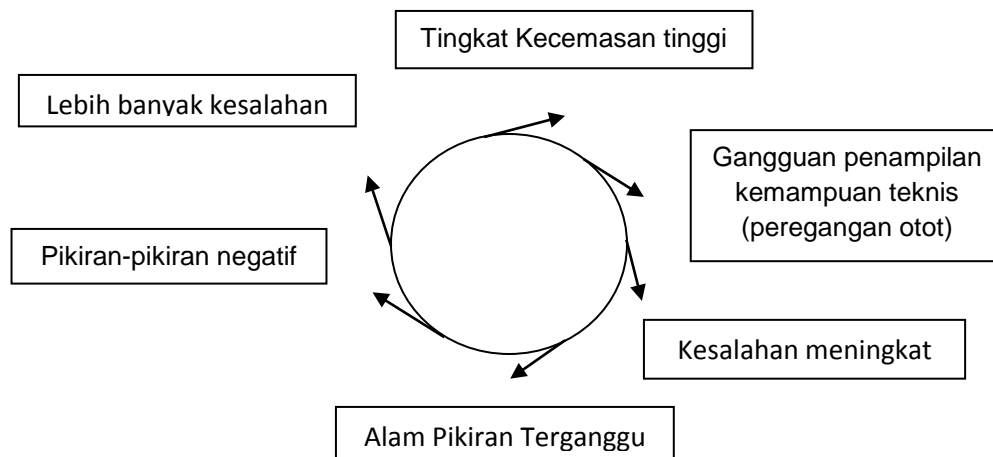 Tingkat Kecemasan tinggi
Lebih banyak kesalahan
Gangguan penampilan
kemampuan teknis
(peregangan otot)
Pikiran-pikiran negatif
Kesalahan meningkat
Alam Pikiran Terganggu